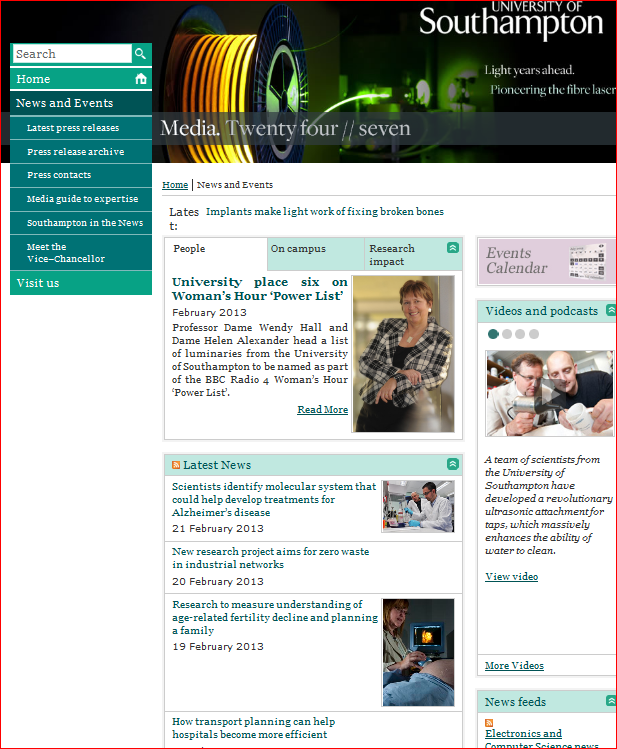 UNIVERSITY OF
Southampton
Light years ahead.
Pioneering the fibre laser
Media. Twenty four // seven
Search
Home
News and Events
Latest press releases
Press release archive
Press contacts
Media guide to expertise
Southampton in the News
Meet the
Vice-Chancellor
Visit us
Home | News and Events
Lates
t:
Implants make light work of fixing broken bones
People
On campus
Research
impact
University place six on
Woman's Hour 'Power List'
February 2013
Professor Dame Wendy Hall and
Dame Helen Alexander head a list
of luminaries from the University
of Southampton to be named as part
of the BBC Radio 4 Woman's Hour
'Power List'.
Read More
Latest News
Scientists identify molecular system that
could help develop treatments for
Alzheimer's disease
21 February 2013
New research project aims for zero waste
in industrial networks
20 February 2013
Research to measure understanding of
age-related fertility decline and planning
a family
19 February 2013
How transport planning can help
hospitals become more efficient
Events
Calendar
Videos and podcasts
A team of scientists from
the University of
Southampton have
developed a revolutionary
ultrasonic attachment for
taps, which massively
enhances the ability of
water to clean.
View video
More Videos
News feeds
Electronics and
Computer Science news